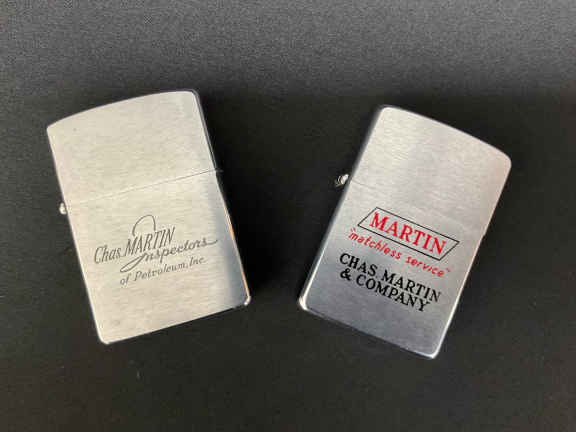 Chas. MARTIN
Inspectors
of Petroleum, Inc.
MARTIN
"matchless service"
CHAS MARTIN
& COMPANY